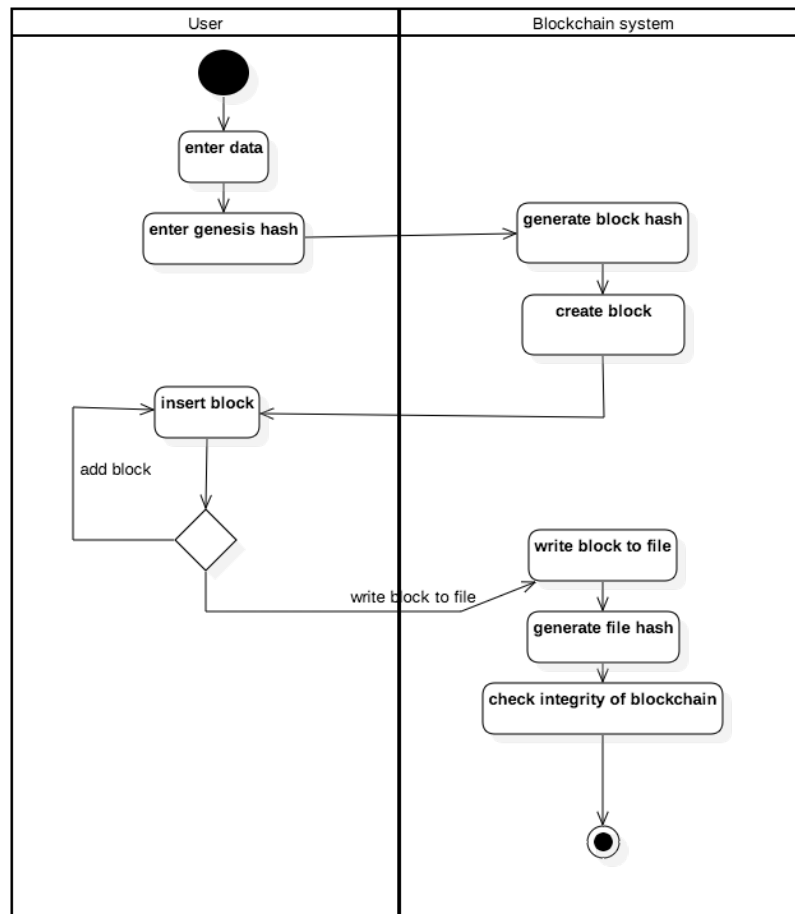 User
Blockchain system
enter data
enter genesis hash
generate block hash
create block
insert block
add block
write block to file
write block to file
generate file hash
check integrity of blockchain